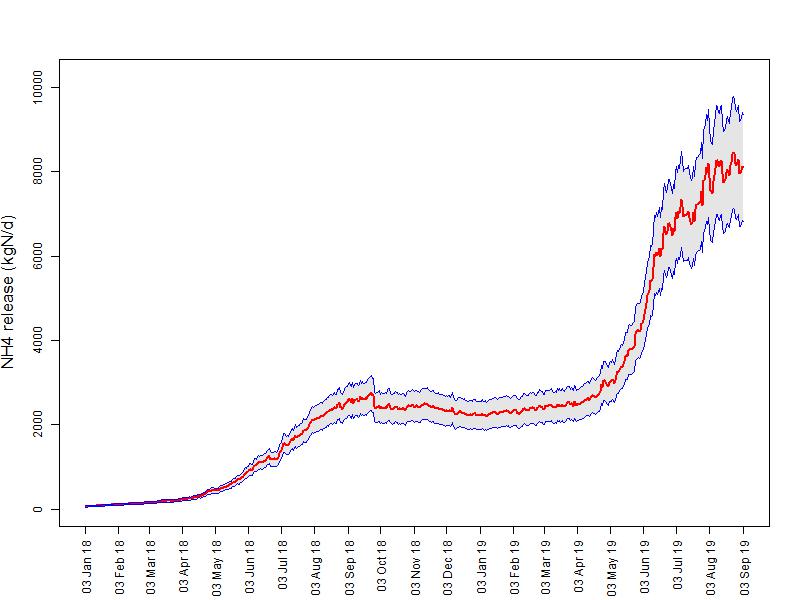 NH4 release (kgN/d)
10000
8000
6000
4000
2000
0
03 Jan 18
03 Feb 18
03 Mar 18
03 Apr 18
03 May 18
03 Jun 18
03 Jul 18
03 Aug 18
03 Sep 18
03 Oct 18
03 Nov 18
03 Dec 18
03 Jan 19
03 Feb 19
03 Mar 19
03 Apr 19
03 May 19
03 Jun 19
03 Jul 19
03 Aug 19
03 Sep 19